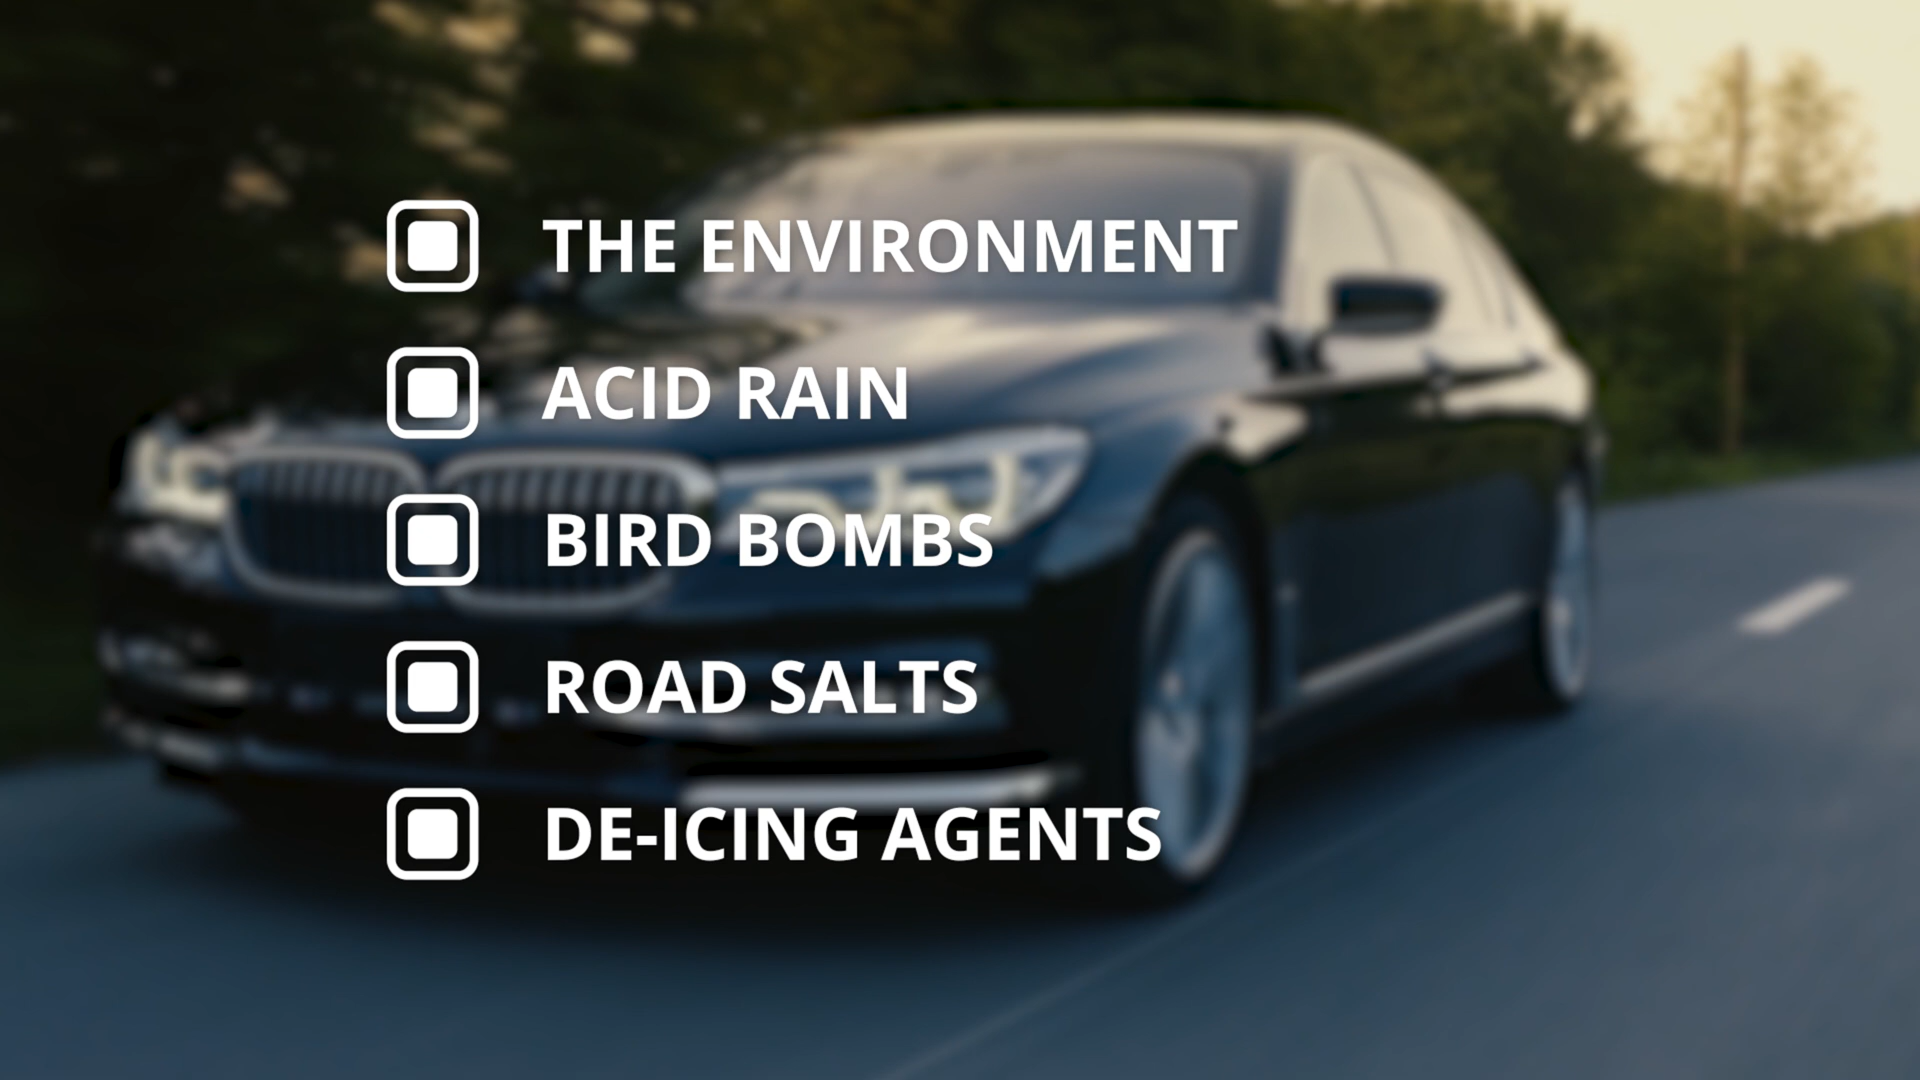 THE ENVIRONMENT
ACID RAIN
BIRD BOMBS
ROAD SALTS
DE-ICING AGENTS